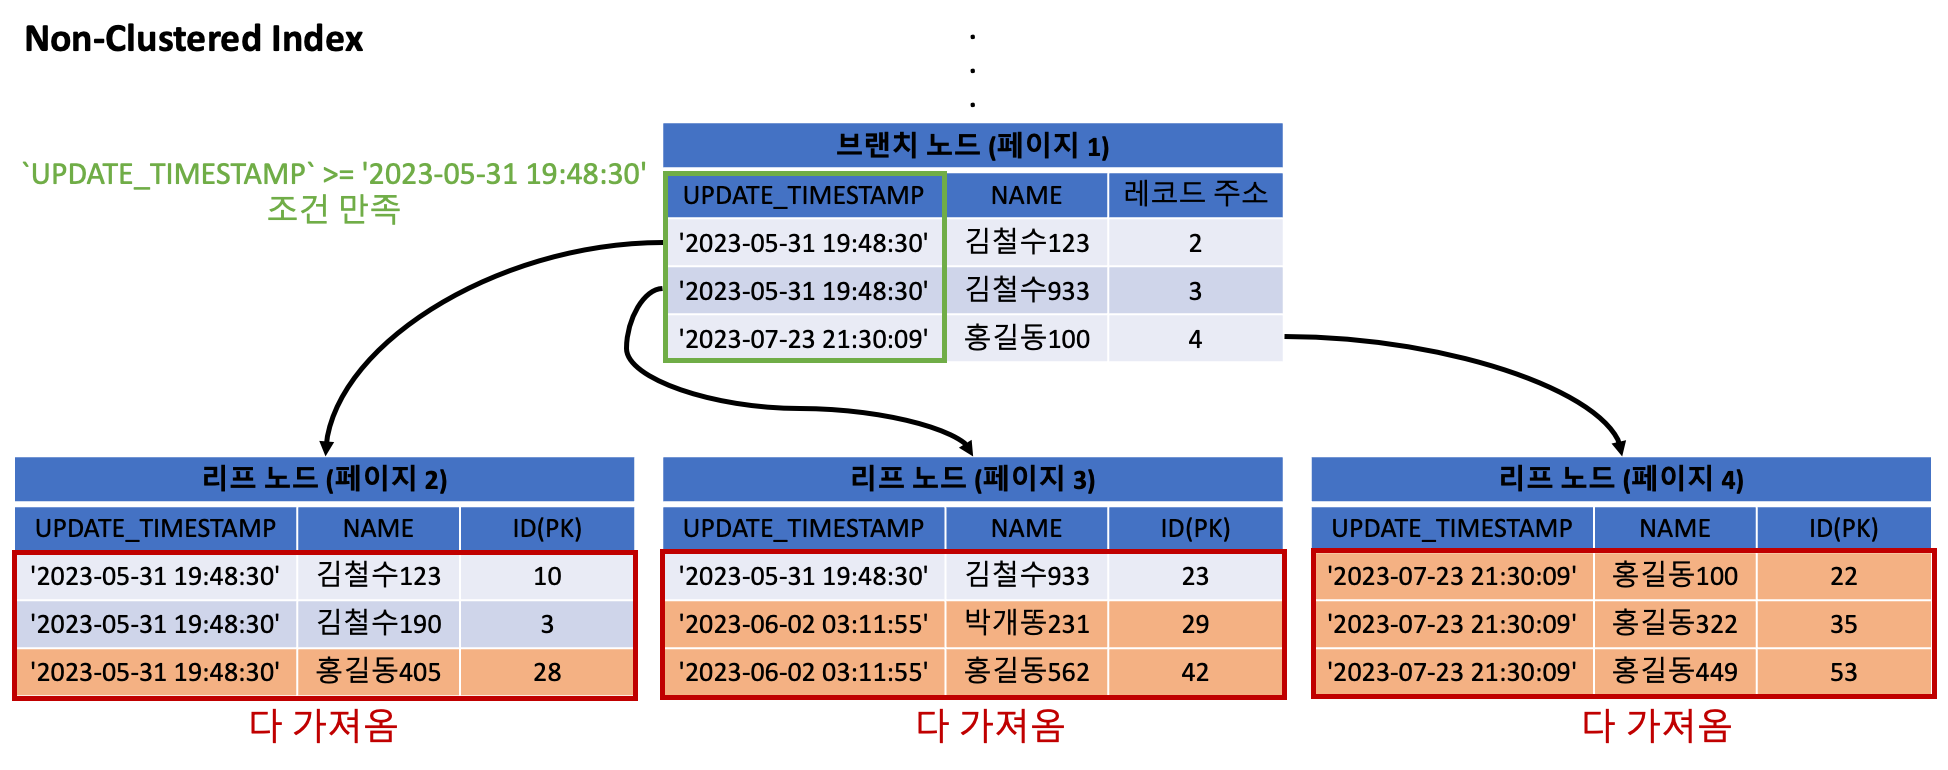 Non-Clustered Index
.
.
.
`UPDATE_TIMESTAMP` >= '2023-05-31 19:48:30'
조건 만족
브랜치 노드 (페이지 1)
UPDATE_TIMESTAMP NAME 레코드 주소
'2023-05-31 19:48:30' 김철수123 2
'2023-05-31 19:48:30' 김철수933 3
'2023-07-23 21:30:09' 홍길동100 4
리프 노드 (페이지 2)
UPDATE_TIMESTAMP NAME ID(PK)
'2023-05-31 19:48:30' 김철수123 10
'2023-05-31 19:48:30' 김철수190 3
'2023-05-31 19:48:30' 홍길동405 28
다 가져옴
리프 노드 (페이지 3)
UPDATE_TIMESTAMP NAME ID(PK)
'2023-05-31 19:48:30' 김철수933 23
'2023-06-02 03:11:55' 박개똥231 29
'2023-06-02 03:11:55' 홍길동562 42
다 가져옴
리프 노드 (페이지 4)
UPDATE_TIMESTAMP NAME ID(PK)
'2023-07-23 21:30:09' 홍길동100 22
'2023-07-23 21:30:09' 홍길동322 35
'2023-07-23 21:30:09' 홍길동449 53
다 가져옴